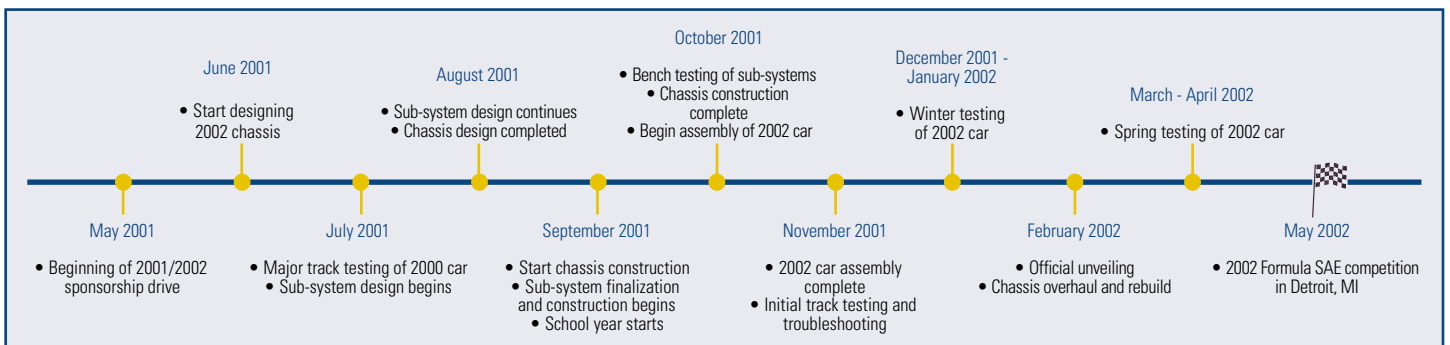 May 2001
• Beginning of 2001/2002
sponsorship drive
June 2001
• Start designing
2002 chassis
July 2001
• Major track testing of 2000 car
• Sub-system design begins
August 2001
• Sub-system design continues
• Chassis design completed
September 2001
• Start chassis construction
• Sub-system finalization
and construction begins
• School year starts
October 2001
• Bench testing of sub-systems
• Chassis construction
complete
• Begin assembly of 2002 car
November 2001
• 2002 car assembly
complete
• Initial track testing and
troubleshooting
December 2001 -
January 2002
• Winter testing
of 2002 car
February 2002
• Official unveiling
• Chassis overhaul and rebuild
March - April 2002
• Spring testing of 2002 car
May 2002
• 2002 Formula SAE competition
in Detroit, MI